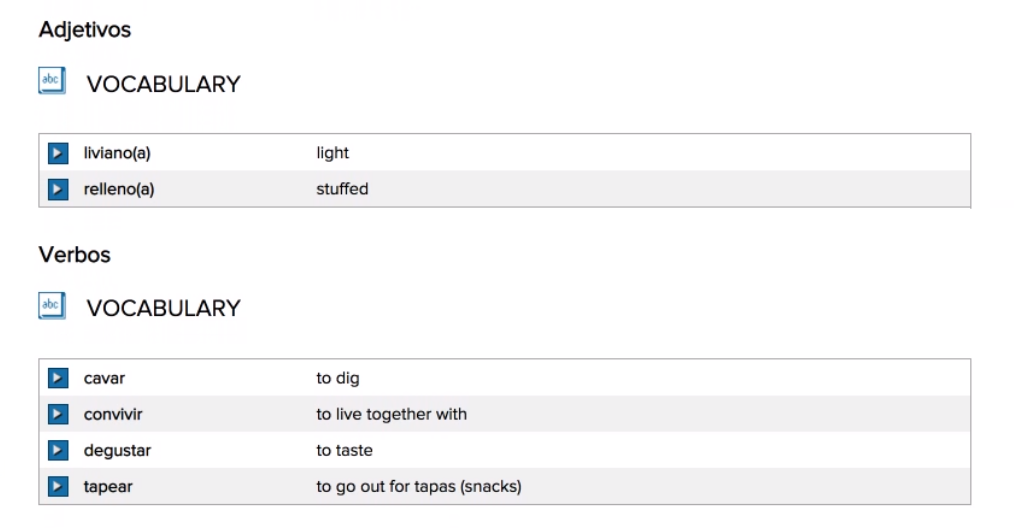 Adjetivos
abc VOCABULARY
liviano(a) light
relleno(a) stuffed
Verbos
abc VOCABULARY
cavar to dig
convivir to live together with
degustar to taste
tapear to go out for tapas (snacks)